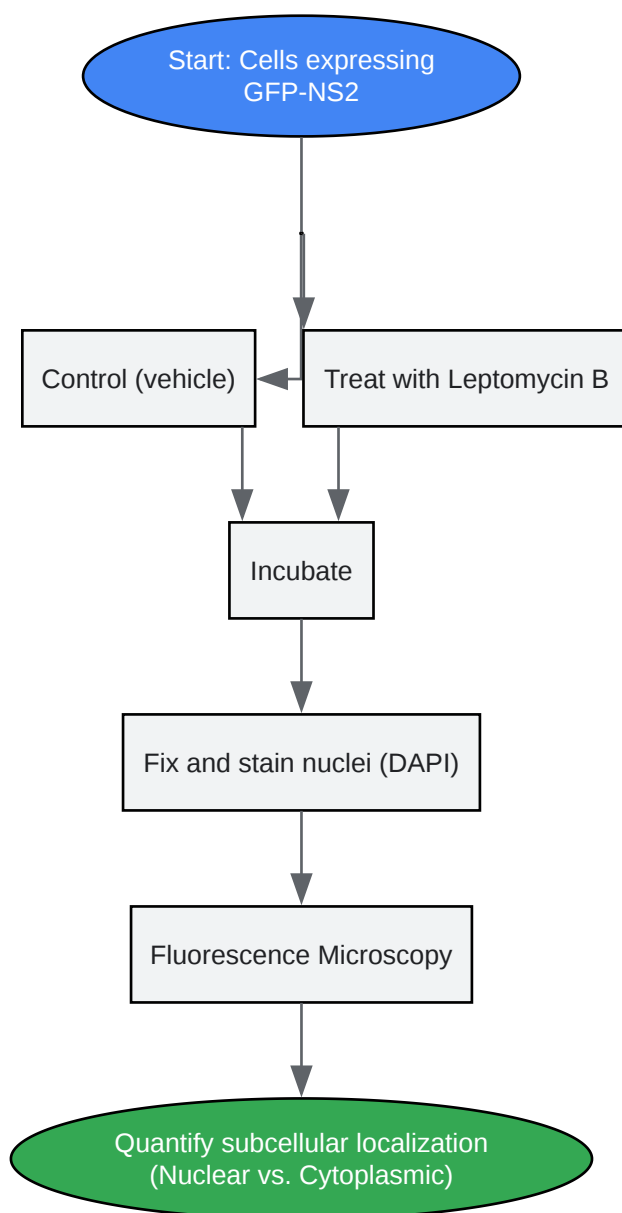 Start: Cells expressing
GFP-NS2
Control (vehicle)
Treat with Leptomycin B
Incubate
Fix and stain nuclei (DAPI)
Fluorescence Microscopy
Quantify subcellular localization
(Nuclear vs. Cytoplasmic)